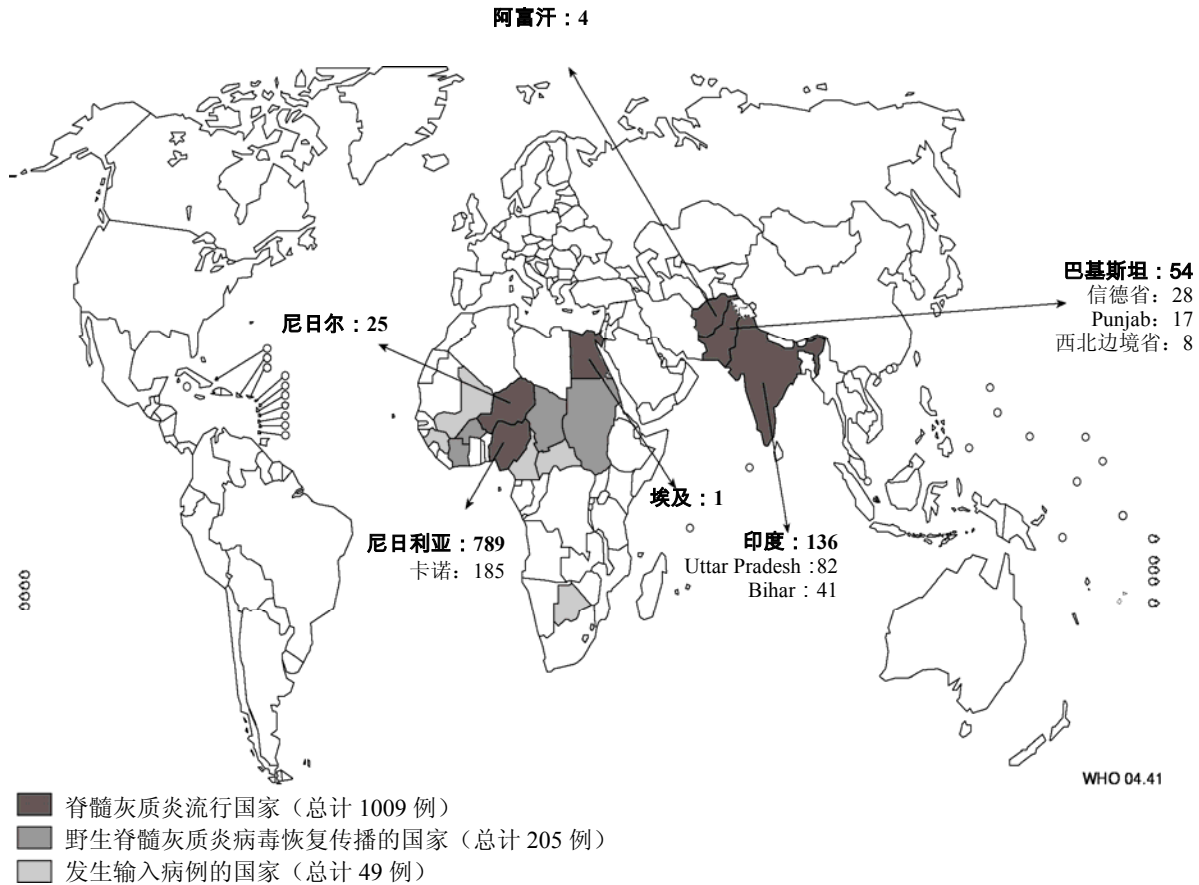 阿富汗：4
巴基斯坦：54
信德省：28
Punjab：17
西北边境省：8
尼日尔：25
埃及：1
尼日利亚：789
卡诺：185
印度：136
Uttar Pradesh：82
Bihar：41
WHO 04.41
脊髓灰质炎流行国家（总计 1009 例）
野生脊髓灰质炎病毒恢复传播的国家（总计 205 例）
发生输入病例的国家（总计 49 例）